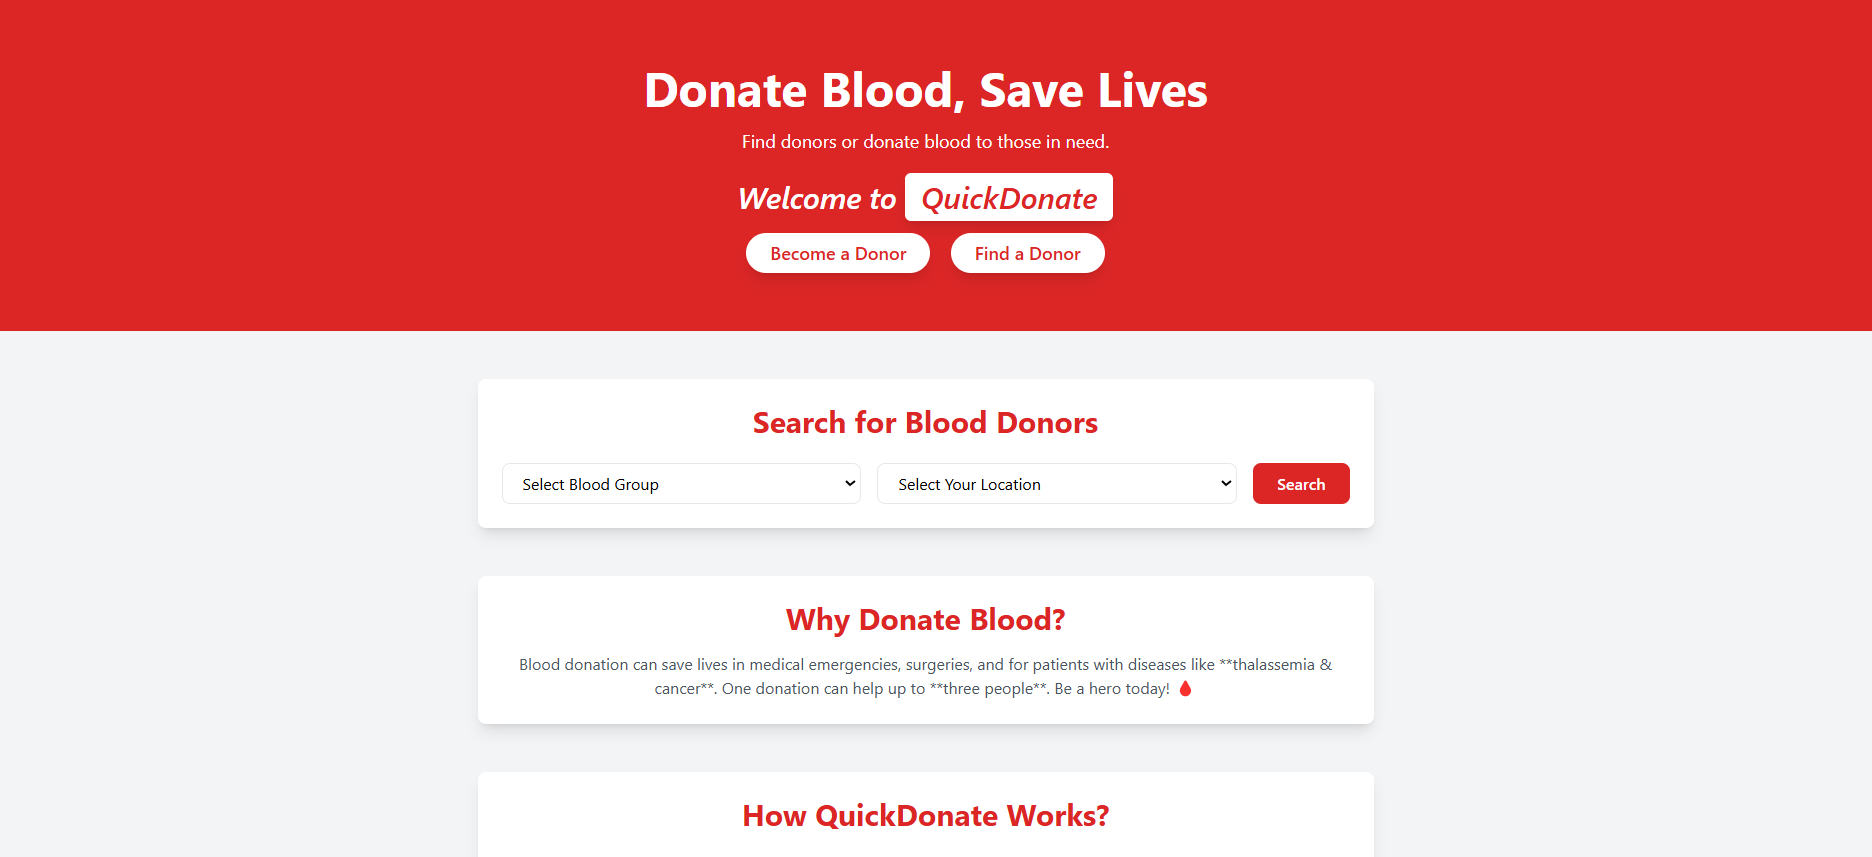 Donate Blood, Save Lives
Find donors or donate blood to those in need.
Welcome to QuickDonate
Become a Donor Find a Donor
Search for Blood Donors
Select Blood Group Select Your Location Search
Why Donate Blood?
Blood donation can save lives in medical emergencies, surgeries, and for patients with diseases like **thalassemia &
cancer**. One donation can help up to **three people**. Be a hero today! 🩸
How QuickDonate Works?